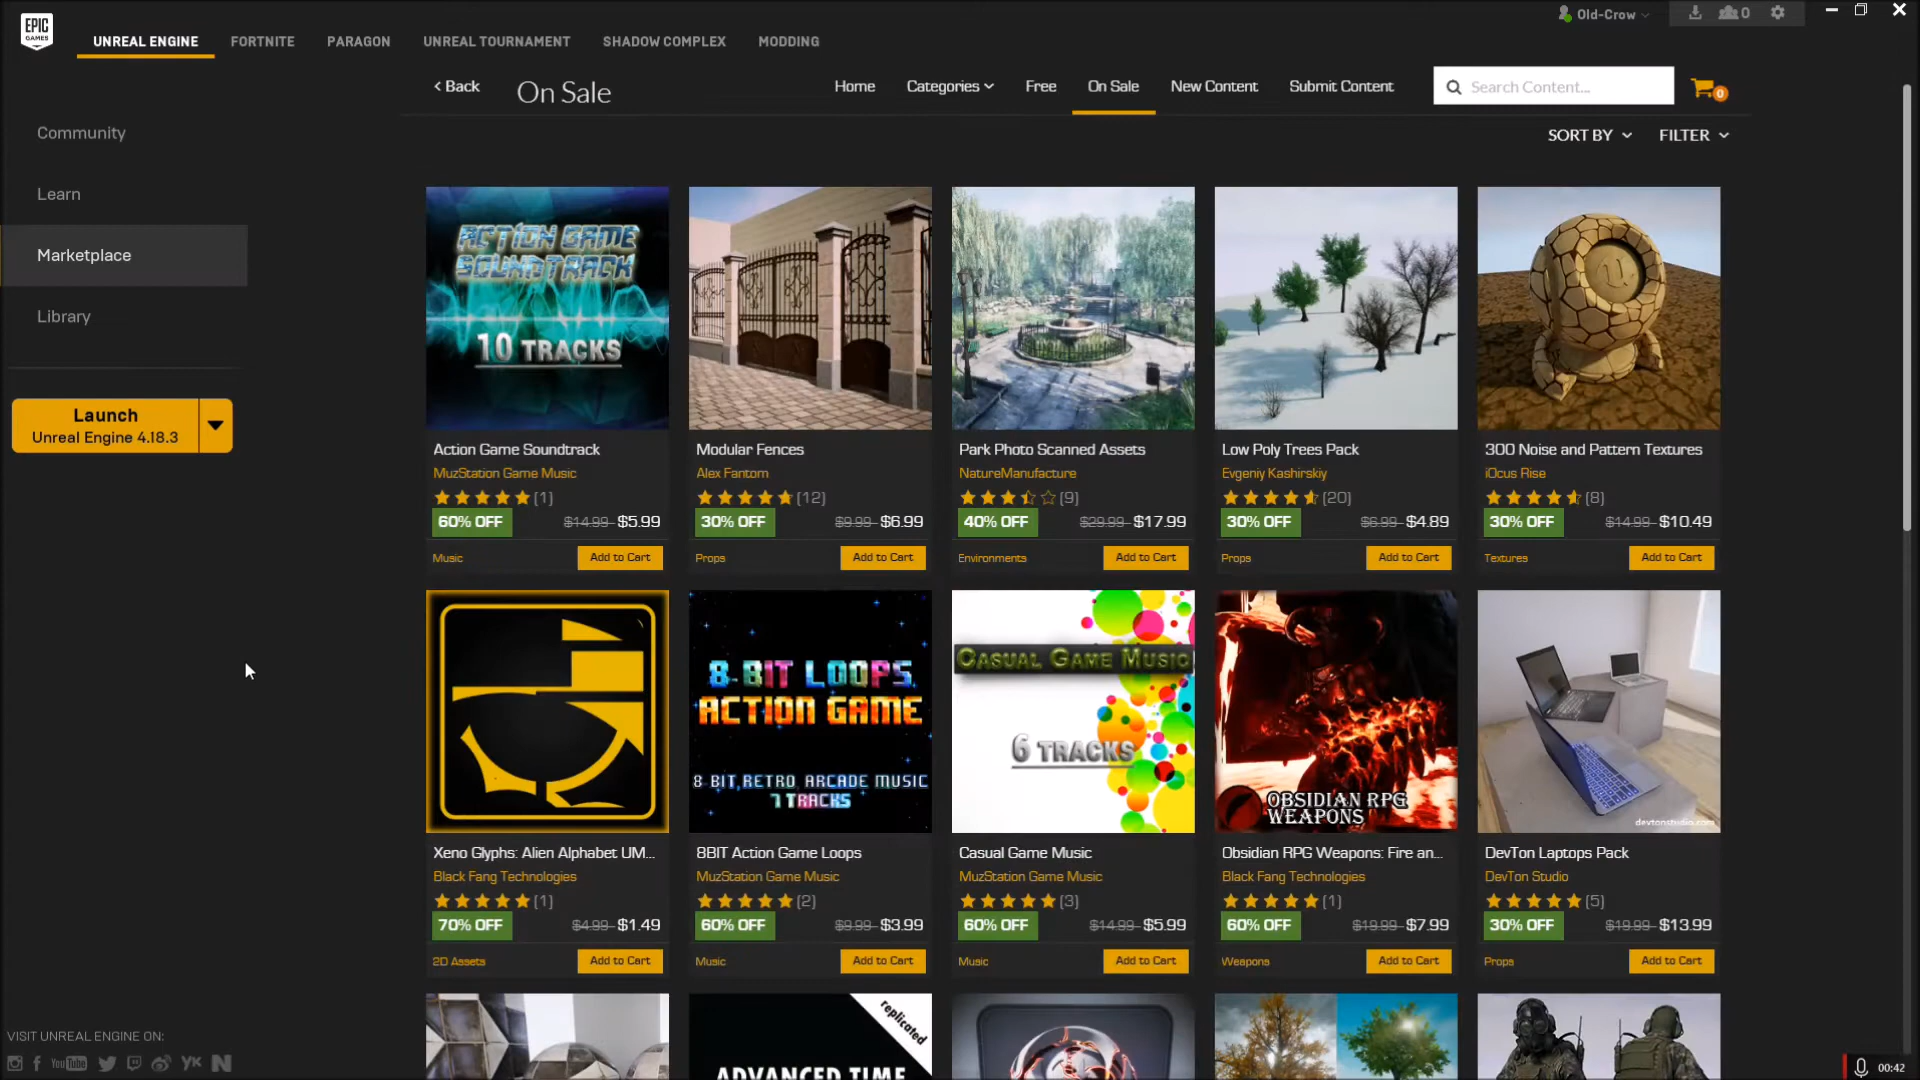 EPIC GAMES
UNREAL ENGINE
FORTNITE
PARAGON
UNREAL TOURNAMENT
SHADOW COMPLEX
MODDING
Old-Crow
0
Back
On Sale
Home
Categories
Free
On Sale
New Content
Submit Content
Search Content...
0
SORT BY
FILTER
Community
Learn
Marketplace
Library
Launch
Unreal Engine 4.18.3
ACTION GAME
SOUNDTRACK
10 TRACKS
Action Game Soundtrack
MuzStation Game Music
(1)
60% OFF $14.99 $5.99
Music Add to Cart
Modular Fences
Alex Fantom
(12)
30% OFF $9.99 $6.99
Props Add to Cart
Park Photo Scanned Assets
NatureManufacture
(9)
40% OFF $29.99 $17.99
Environments Add to Cart
Low Poly Trees Pack
Evgeniy Kashirskiy
(20)
30% OFF $6.99 $4.89
Props Add to Cart
300 Noise and Pattern Textures
iOcus Rise
(8)
30% OFF $14.99 $10.49
Textures Add to Cart
Xeno Glyphs: Alien Alphabet UM...
Black Fang Technologies
(1)
70% OFF $4.99 $1.49
2D Assets Add to Cart
8-BIT LOOPS
ACTION GAME
8-BIT,RETRO ARCADE MUSIC
7 TRACKS
8BIT Action Game Loops
MuzStation Game Music
(2)
60% OFF $9.99 $3.99
Music Add to Cart
CASUAL GAME MUSIC
6 TRACKS
Casual Game Music
MuzStation Game Music
(3)
60% OFF $14.99 $5.99
Music Add to Cart
OBSIDIAN RPG
WEAPONS
Obsidian RPG Weapons: Fire an...
Black Fang Technologies
(1)
60% OFF $19.99 $7.99
Weapons Add to Cart
devtonstudio.com
DevTon Laptops Pack
DevTon Studio
(5)
30% OFF $19.99 $13.99
Props Add to Cart
replicated
ADVANCED TIME
VISIT UNREAL ENGINE ON:
YouTube
00:42